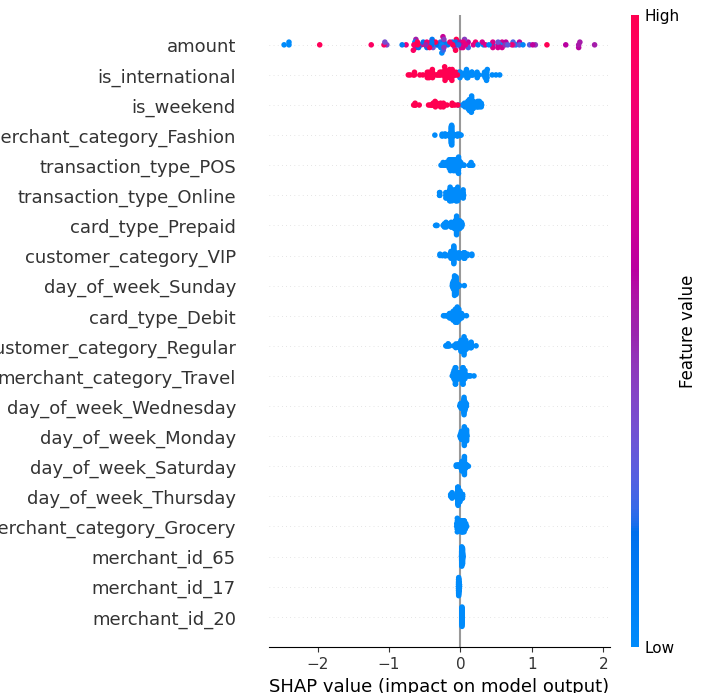 High
amount
is_international
is_weekend
erchant_category_Fashion
transaction_type_POS
transaction_type_Online
card_type_Prepaid
customer_category_VIP
day_of_week_Sunday
card_type_Debit
ustomer_category_Regular
merchant_category_Travel
day_of_week_Wednesday
day_of_week_Monday
day_of_week_Saturday
day_of_week_Thursday
erchant_category_Grocery
merchant_id_65
merchant_id_17
merchant_id_20
Feature value
Low
−2 −1 0 1 2
SHAP value (impact on model output)